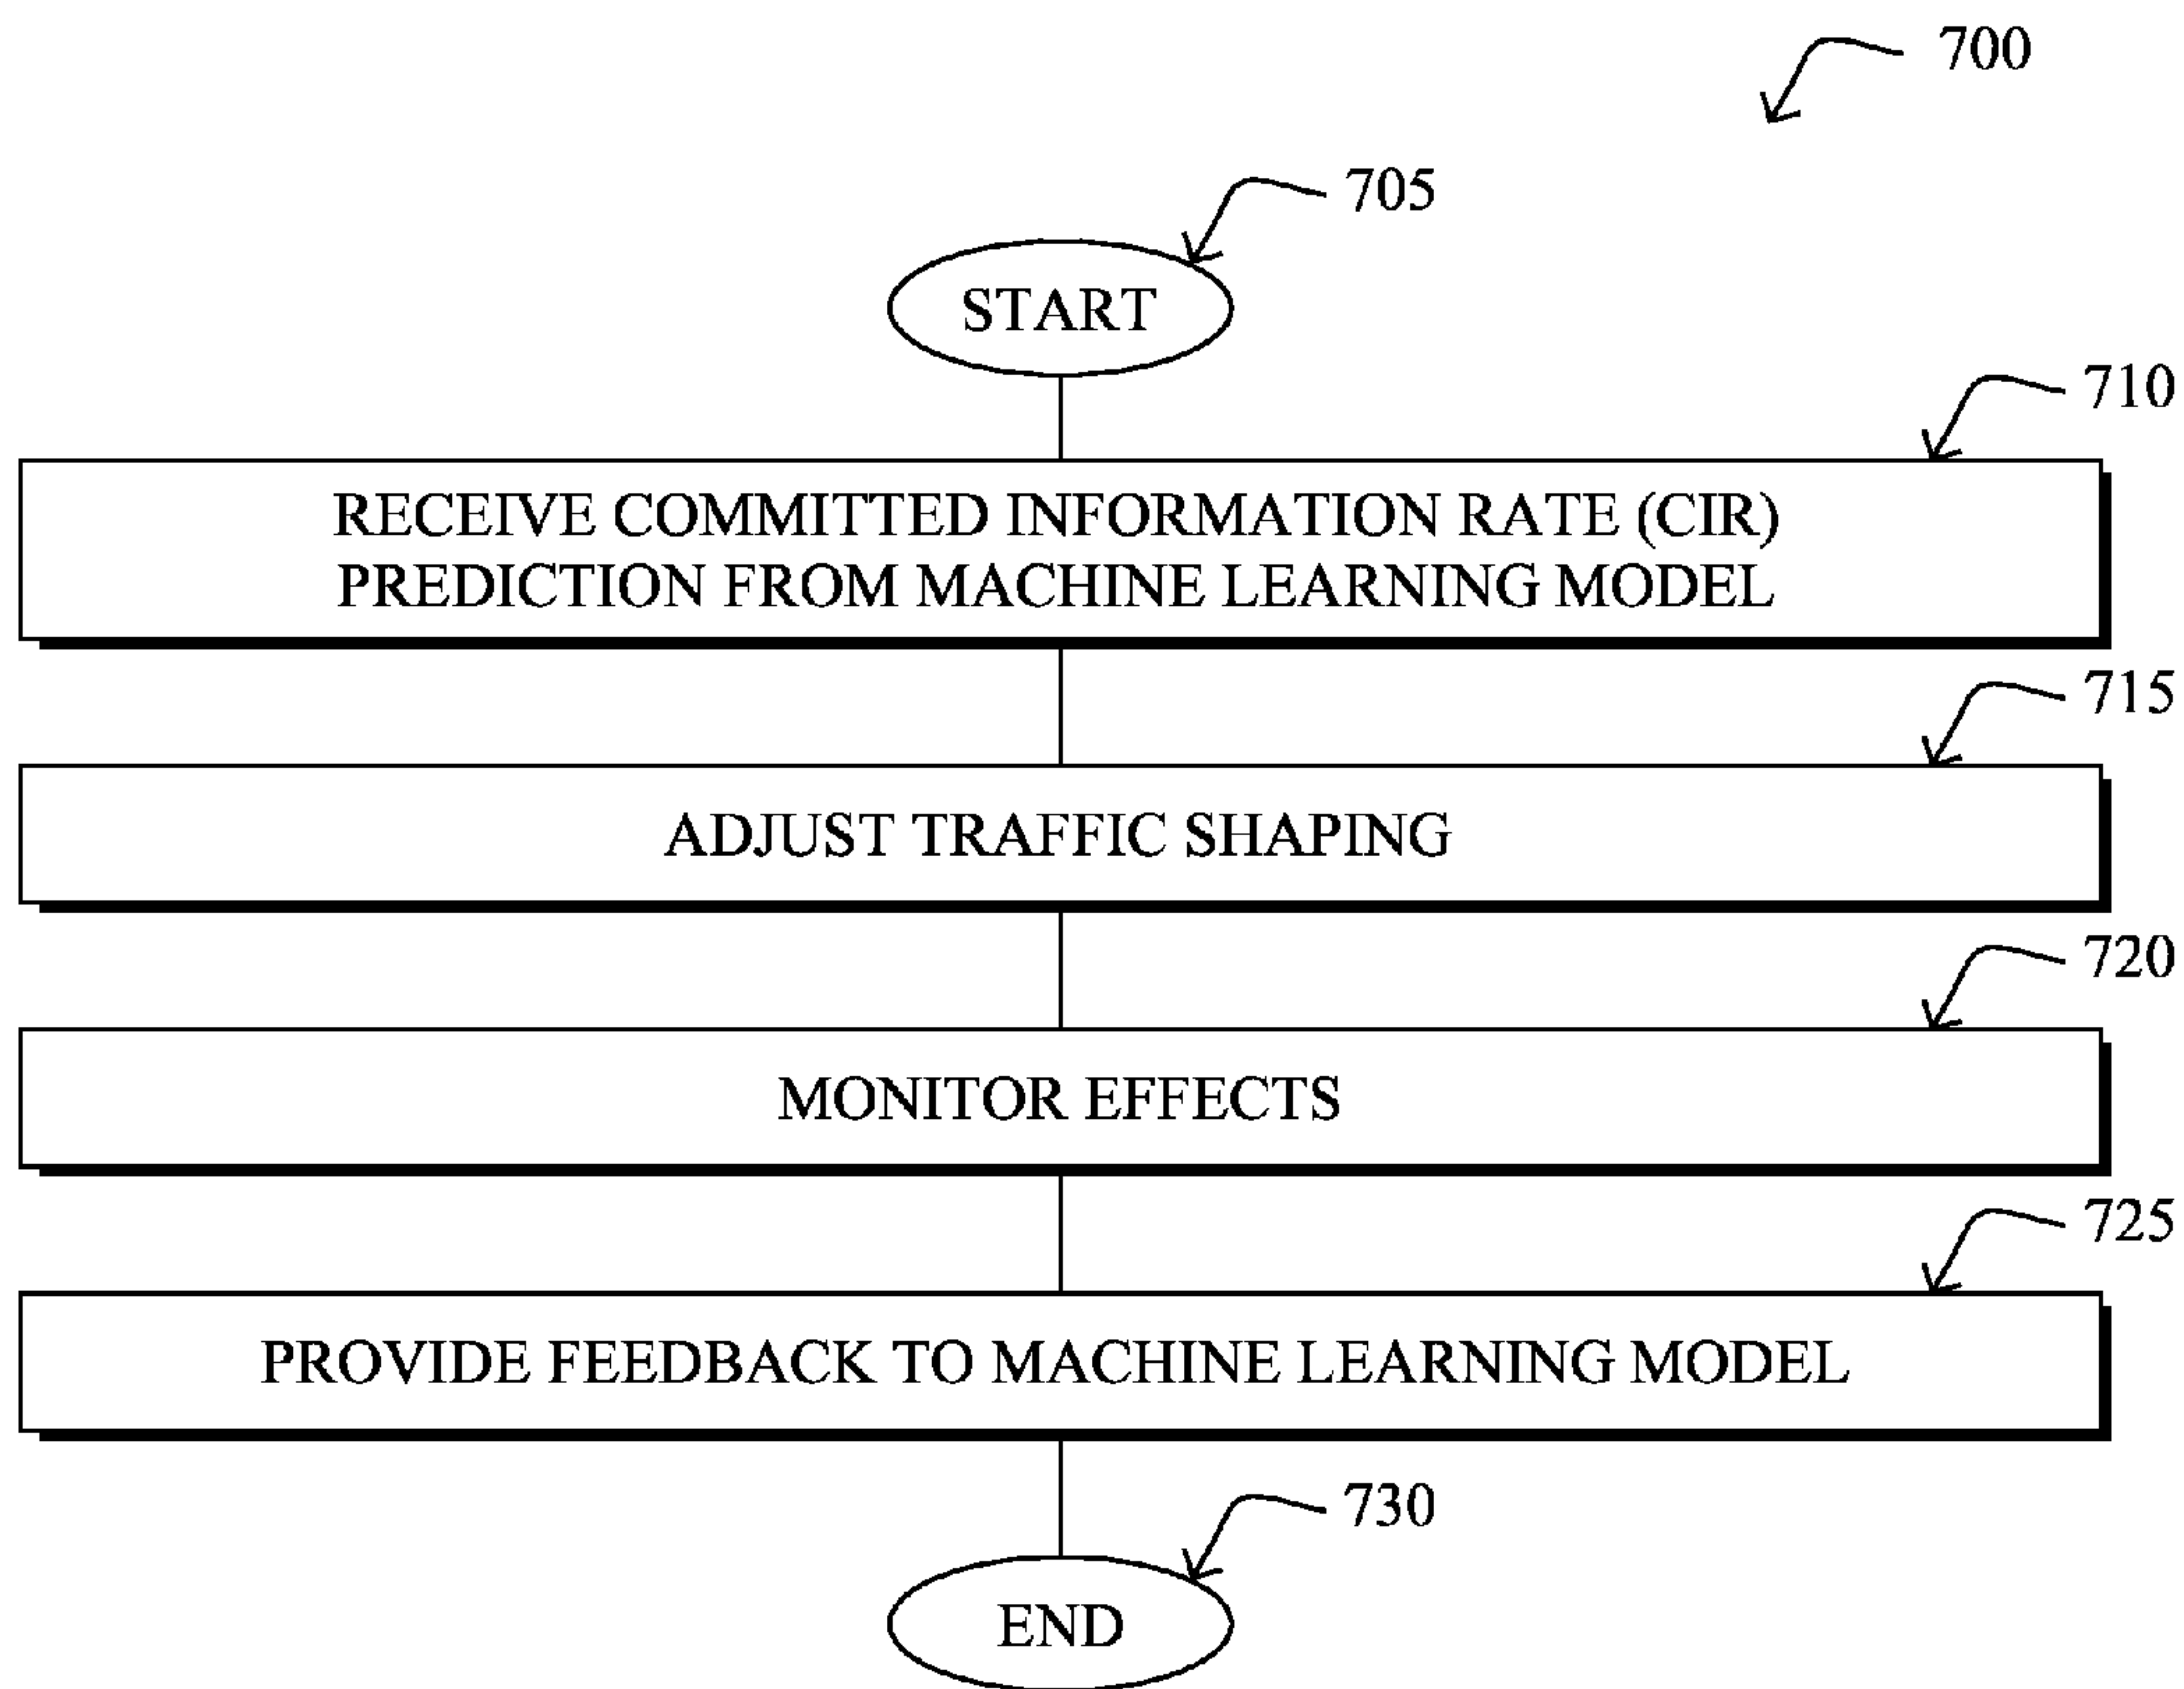 700
705
START
710
RECEIVE COMMITTED INFORMATION RATE (CIR)
PREDICTION FROM MACHINE LEARNING MODEL
715
ADJUST TRAFFIC SHAPING
720
MONITOR EFFECTS
725
PROVIDE FEEDBACK TO MACHINE LEARNING MODEL
730
END